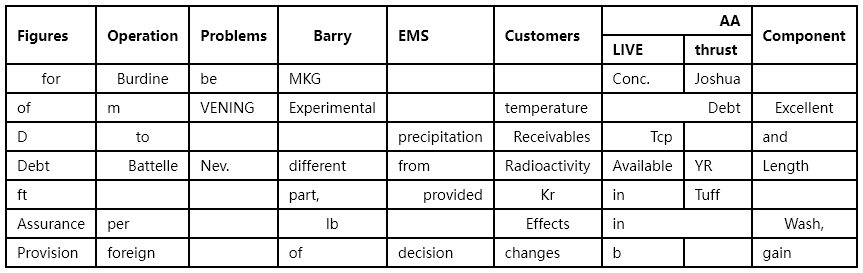 Figures Operation Problems Barry EMS Customers AA Component
LIVE thrust
for Burdine be MKG Conc. Joshua
of m VENING Experimental temperature Debt Excellent
D to precipitation Receivables Tcp and
Debt Battelle Nev. different from Radioactivity Available YR Length
ft part, provided Kr in Tuff
Assurance per lb Effects in Wash,
Provision foreign of decision changes b gain